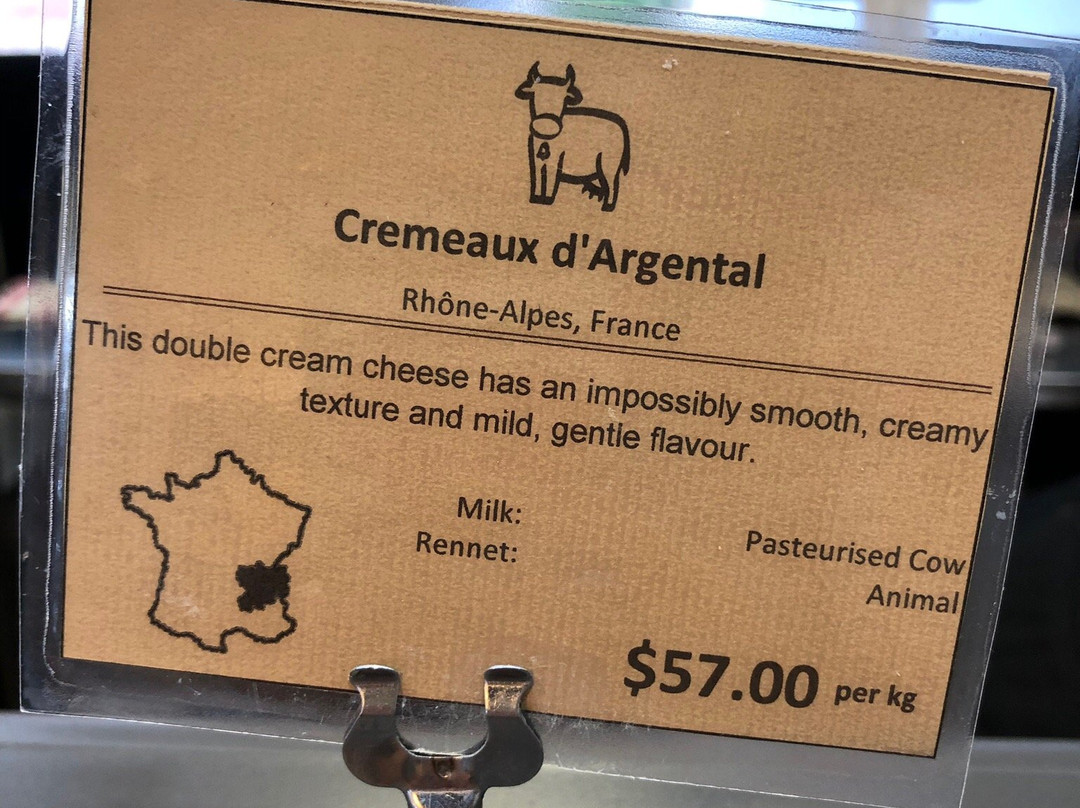 Cremeaux d'Argental
Rhône-Alpes, France
This double cream cheese has an impossibly smooth, creamy
texture and mild, gentle flavour.
Milk: Pasteurised Cow
Rennet: Animal
$57.00 per kg